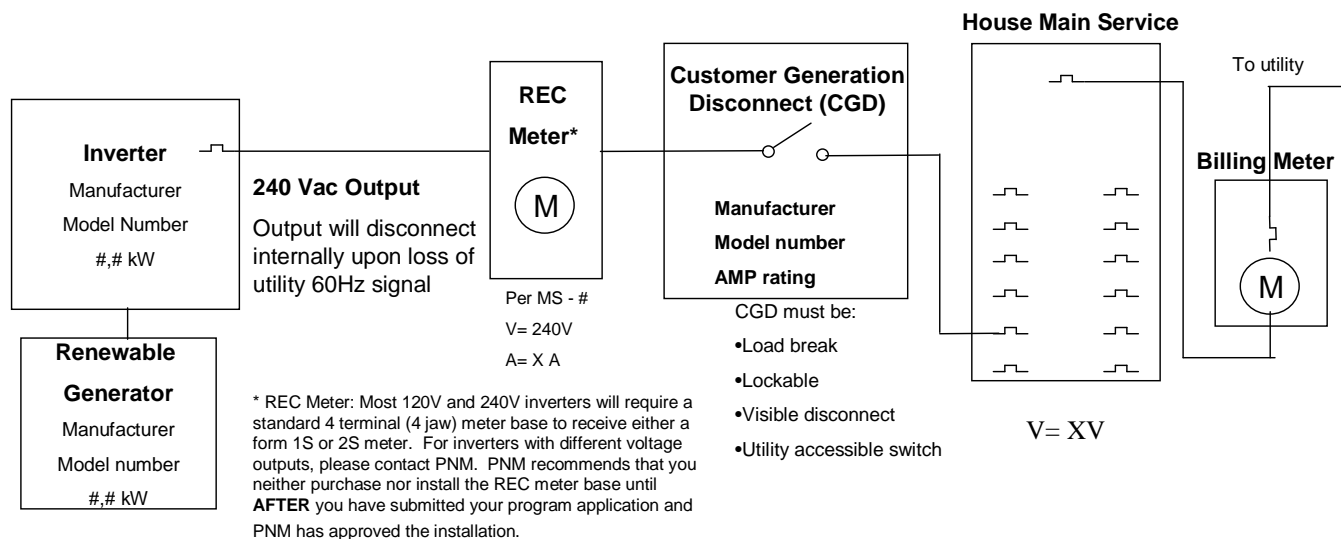 House Main Service
To utility
REC
Meter*
M
Customer Generation
Disconnect (CGD)
Manufacturer
Model number
AMP rating
Inverter
Manufacturer
Model Number
#,# kW
240 Vac Output
Output will disconnect
internally upon loss of
utility 60Hz signal
Billing Meter
M
Per MS - #
V= 240V
A= X A
CGD must be:
•Load break
•Lockable
•Visible disconnect
•Utility accessible switch
V= XV
Renewable
Generator
Manufacturer
Model number
#,# kW
* REC Meter: Most 120V and 240V inverters will require a
standard 4 terminal (4 jaw) meter base to receive either a
form 1S or 2S meter. For inverters with different voltage
outputs, please contact PNM. PNM recommends that you
neither purchase nor install the REC meter base until
AFTER you have submitted your program application and
PNM has approved the installation.